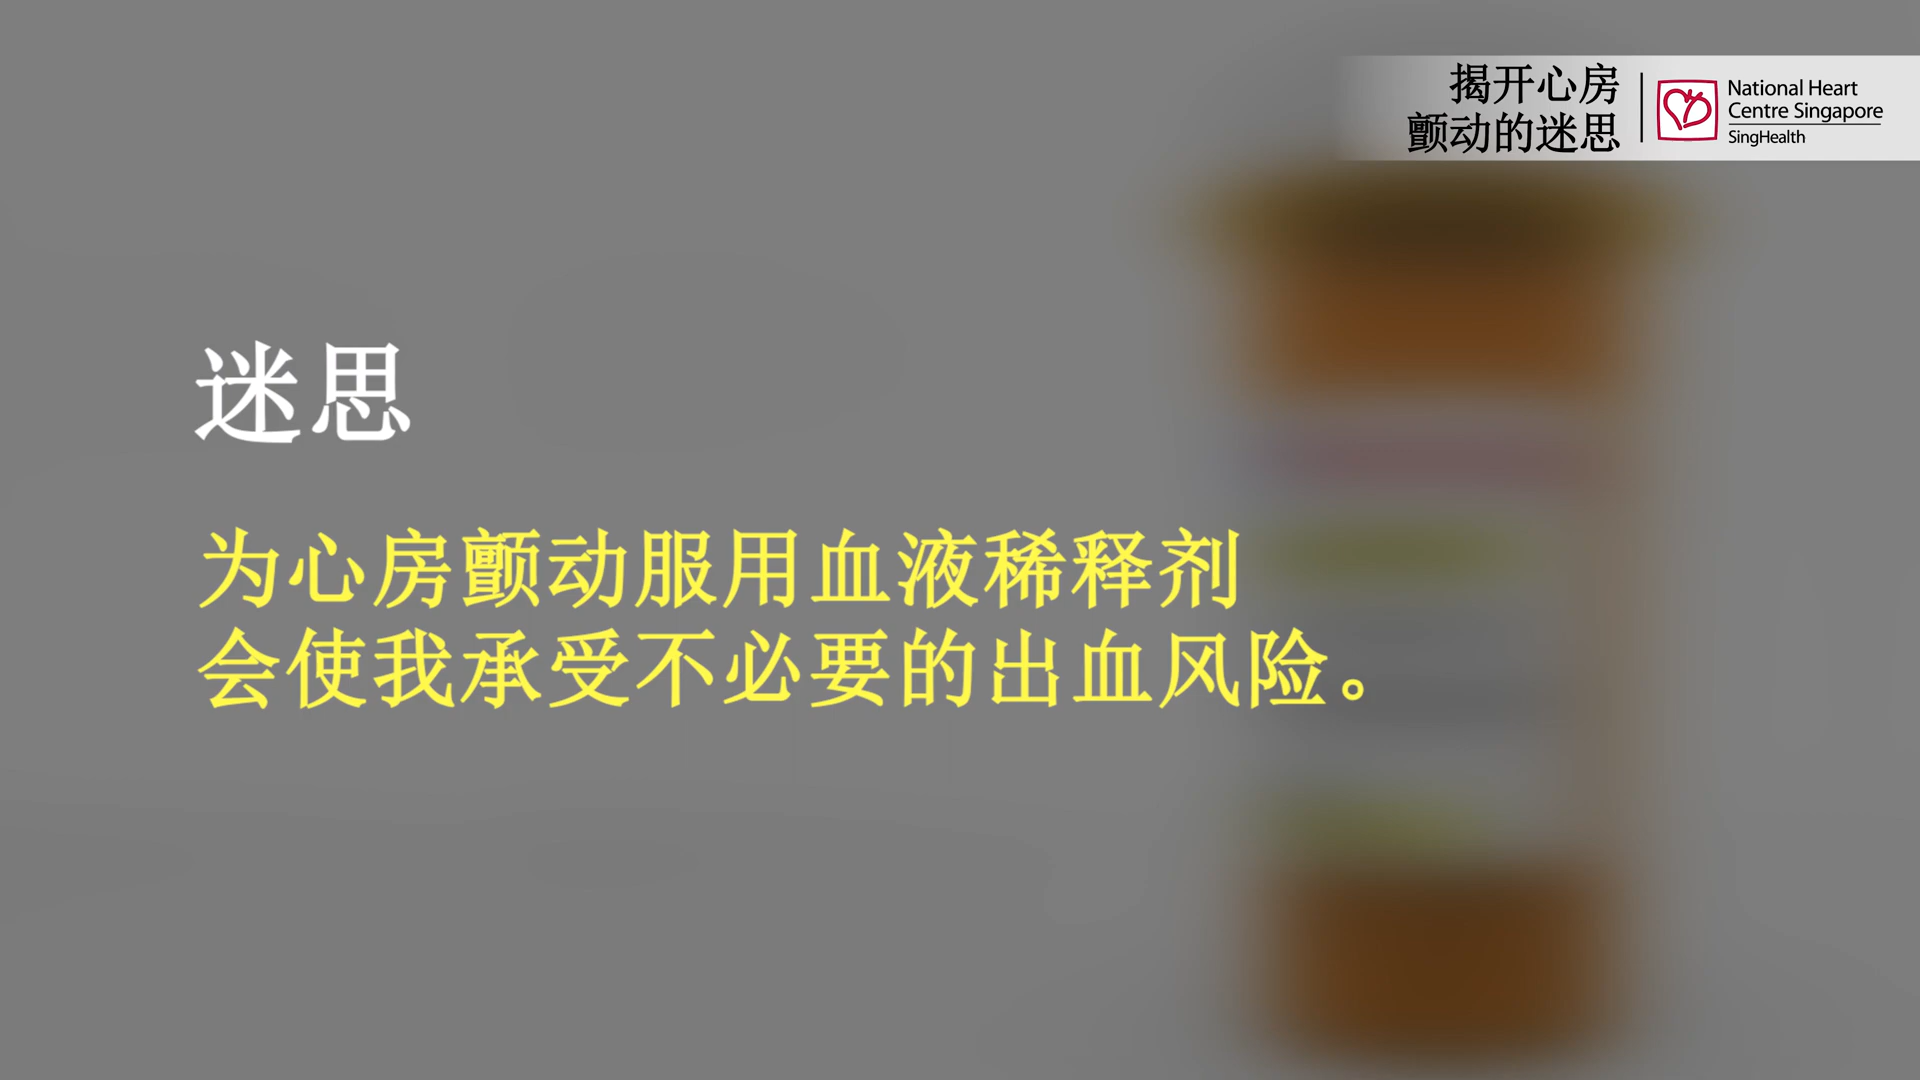 揭开心房
颤动的迷思
National Heart
Centre Singapore
SingHealth
迷思
为心房颤动服用血液稀释剂
会使我承受不必要的出血风险。